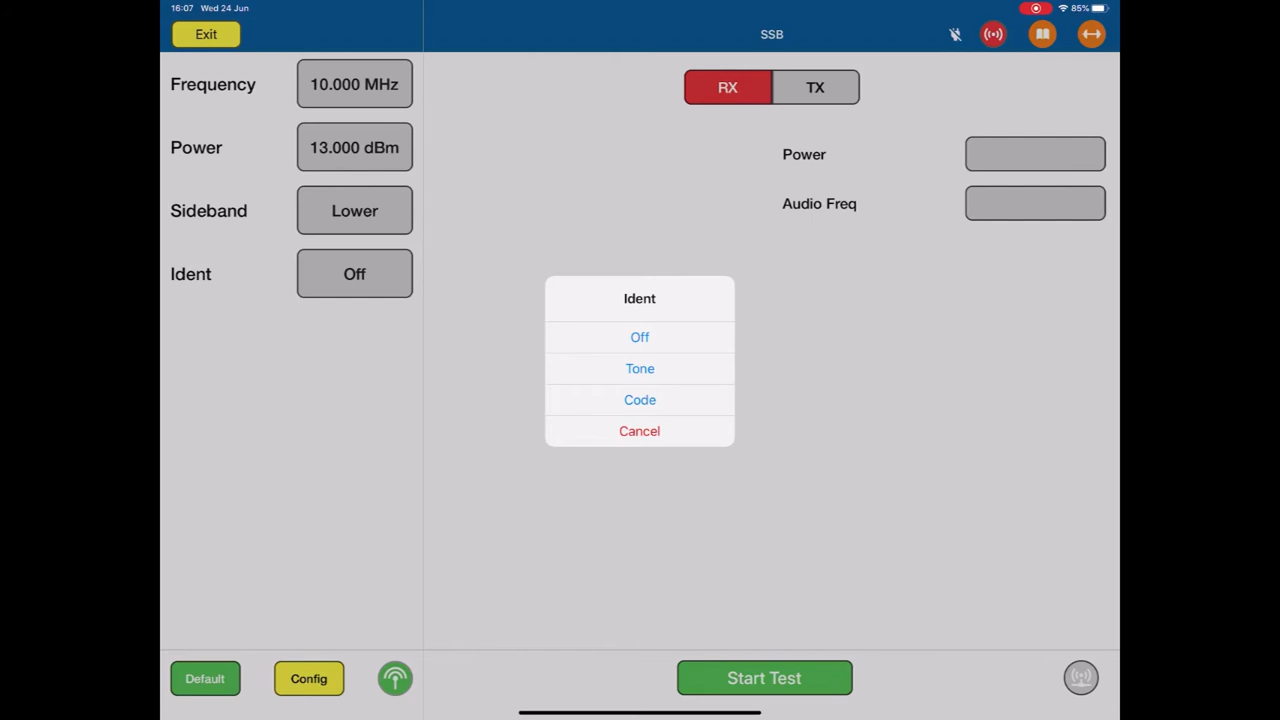 16:07 Wed 24 Jun
85%
Exit
SSB
Frequency
10.000 MHz
Power
13.000 dBm
Sideband
Lower
Ident
Off
RX
TX
Power
Audio Freq
Ident
Off
Tone
Code
Cancel
Default
Config
Start Test